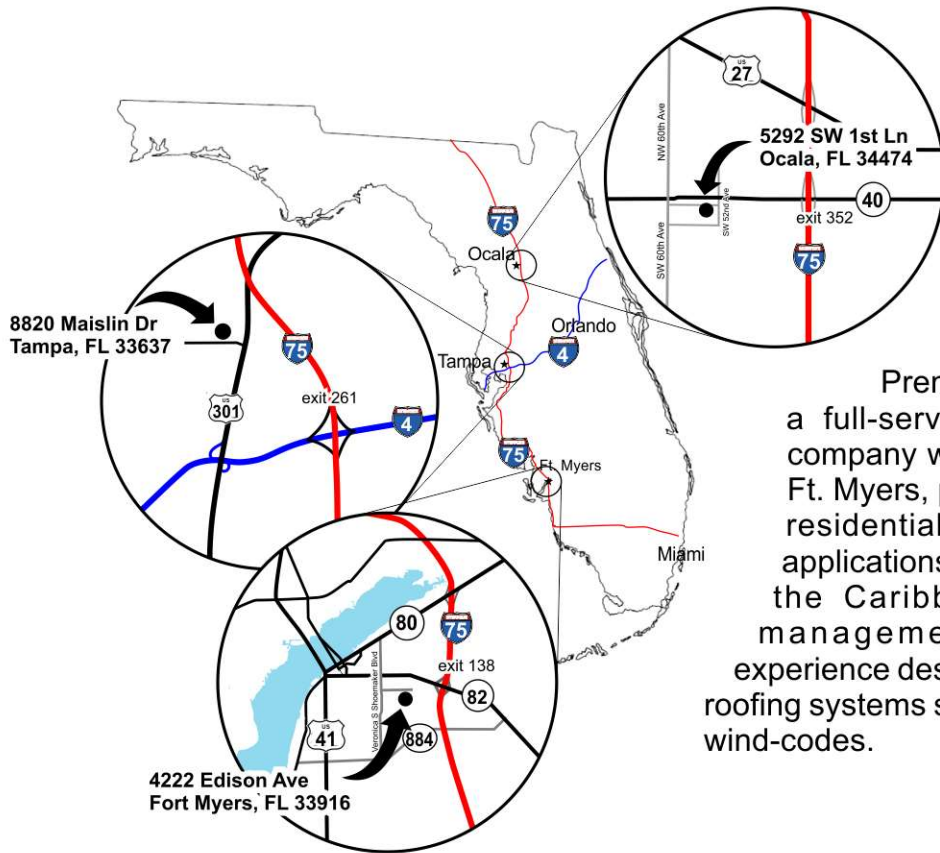 US
27
NW 60th Ave
5292 SW 1st Ln
Ocala, FL 34474
SW 52nd Ave
40
exit 352
SW 60th Ave
75
75
Ocala
Orlando
4
Tampa
75
Ft. Myers
Miami
8820 Maislin Dr
Tampa, FL 33637
75
US
301
exit 261
4
80
75
exit 138
Veronica S Shoemaker Blvd
82
US
41
884
4222 Edison Ave
Fort Myers, FL 33916
a full-serv
company w
Ft. Myers,
residential
applications
the Caribb
manageme
experience des
roofing systems s
wind-codes.